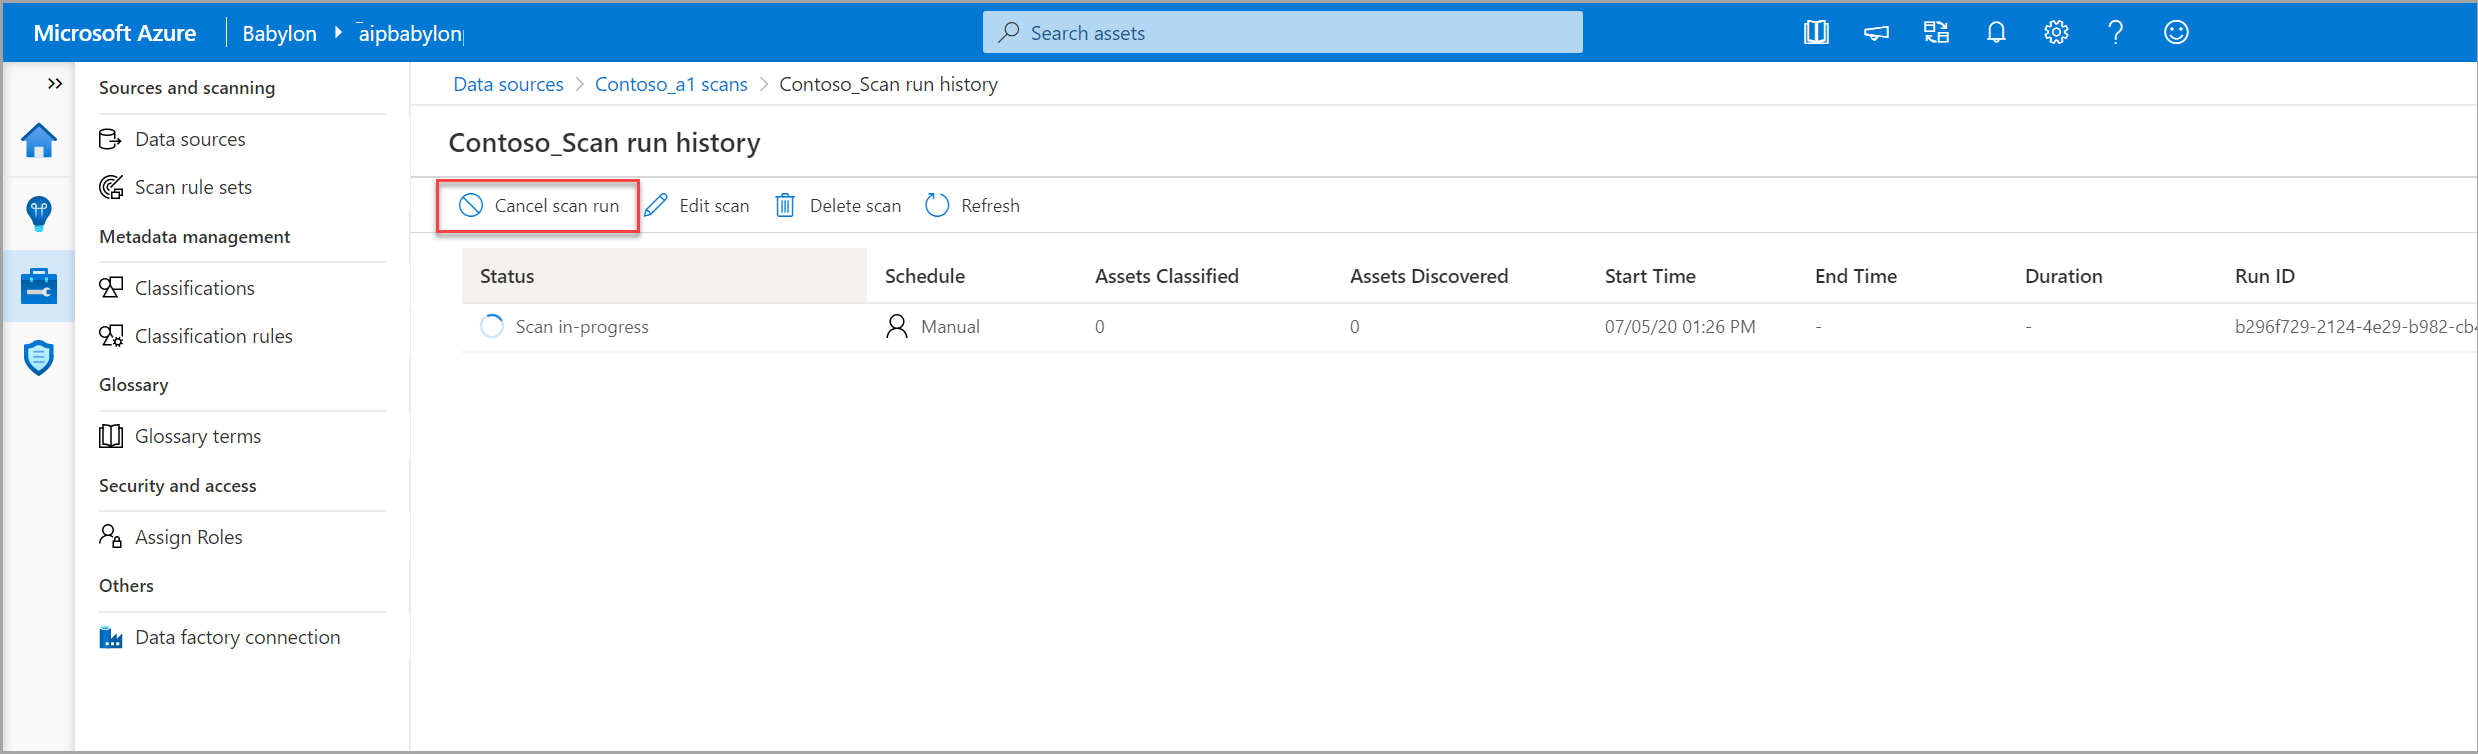 Microsoft Azure
Babylon
aipbabylon
Search assets
Sources and scanning
Data sources
Scan rule sets
Metadata management
Classifications
Classification rules
Glossary
Glossary terms
Security and access
Assign Roles
Others
Data factory connection
Data sources > Contoso_a1 scans > Contoso_Scan run history
Contoso_Scan run history
Cancel scan run
Edit scan
Delete scan
Refresh
Status Schedule Assets Classified Assets Discovered Start Time End Time Duration Run ID
Scan in-progress Manual 0 0 07/05/20 01:26 PM - - b296f729-2124-4e29-b982-cb